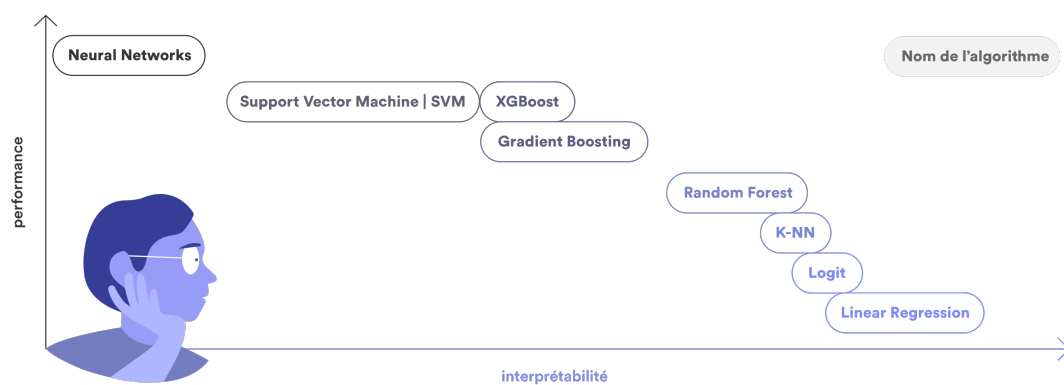 Neural Networks
Nom de l’algorithme
Support Vector Machine | SVM
XGBoost
Gradient Boosting
performance
Random Forest
K-NN
Logit
Linear Regression
interprétabilité